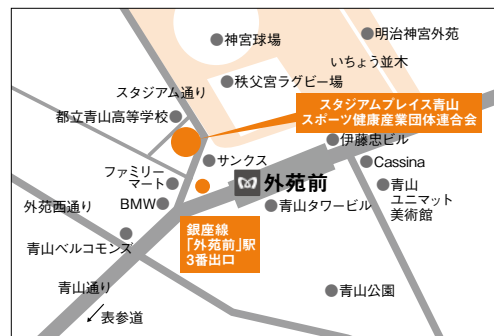 神宮球場
明治神宮外苑
いちょう並木
秩父宮ラグビー場
スタジアム通り
スタジアムプレイス青山
スポーツ健康産業団体連合会
都立青山高等学校
伊藤忠ビル
サンクス
Cassina
ファミリー
マート
外苑前
青山
ユニマット
美術館
外苑西通り
BMW
青山タワービル
銀座線
「外苑前」駅
3番出口
青山ベルコモンズ
青山通り
青山公園
表参道